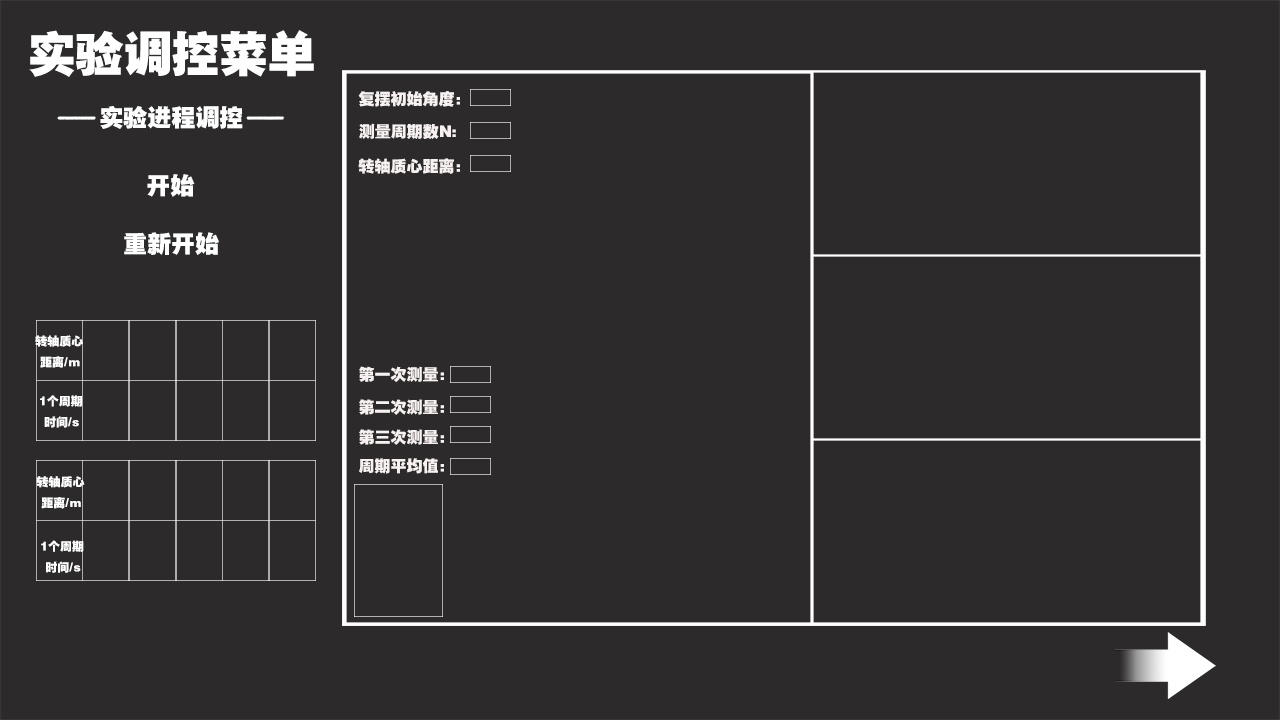 实验调控菜单
实验进程调控
开始
重新开始
转轴质心
距离/m
1个周期
时间/s
转轴质心
距离/m
1个周期
时间/s
复摆初始角度：
测量周期数N:
转轴质心距离：
第一次测量：
第二次测量：
第三次测量：
周期平均值：